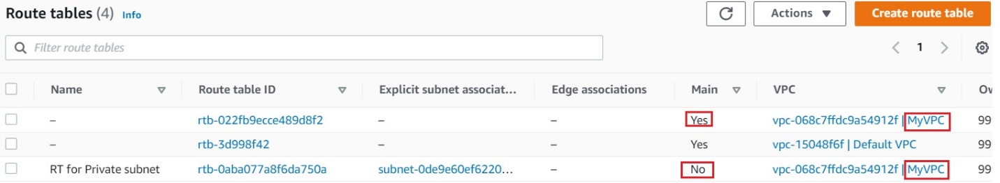 Route tables (4) Info Actions ▼ Create route table
Filter route tables 1
Name Route table ID Explicit subnet associat... Edge associations Main VPC
– rtb-022fb9ecce489d8f2 – – Yes vpc-068c7ffdc9a54912f | MyVPC 99
– rtb-3d998f42 – – Yes vpc-15048f6f | Default VPC 99
RT for Private subnet rtb-0aba077a8f6da750a subnet-0de9e60ef6220... – No vpc-068c7ffdc9a54912f | MyVPC 99